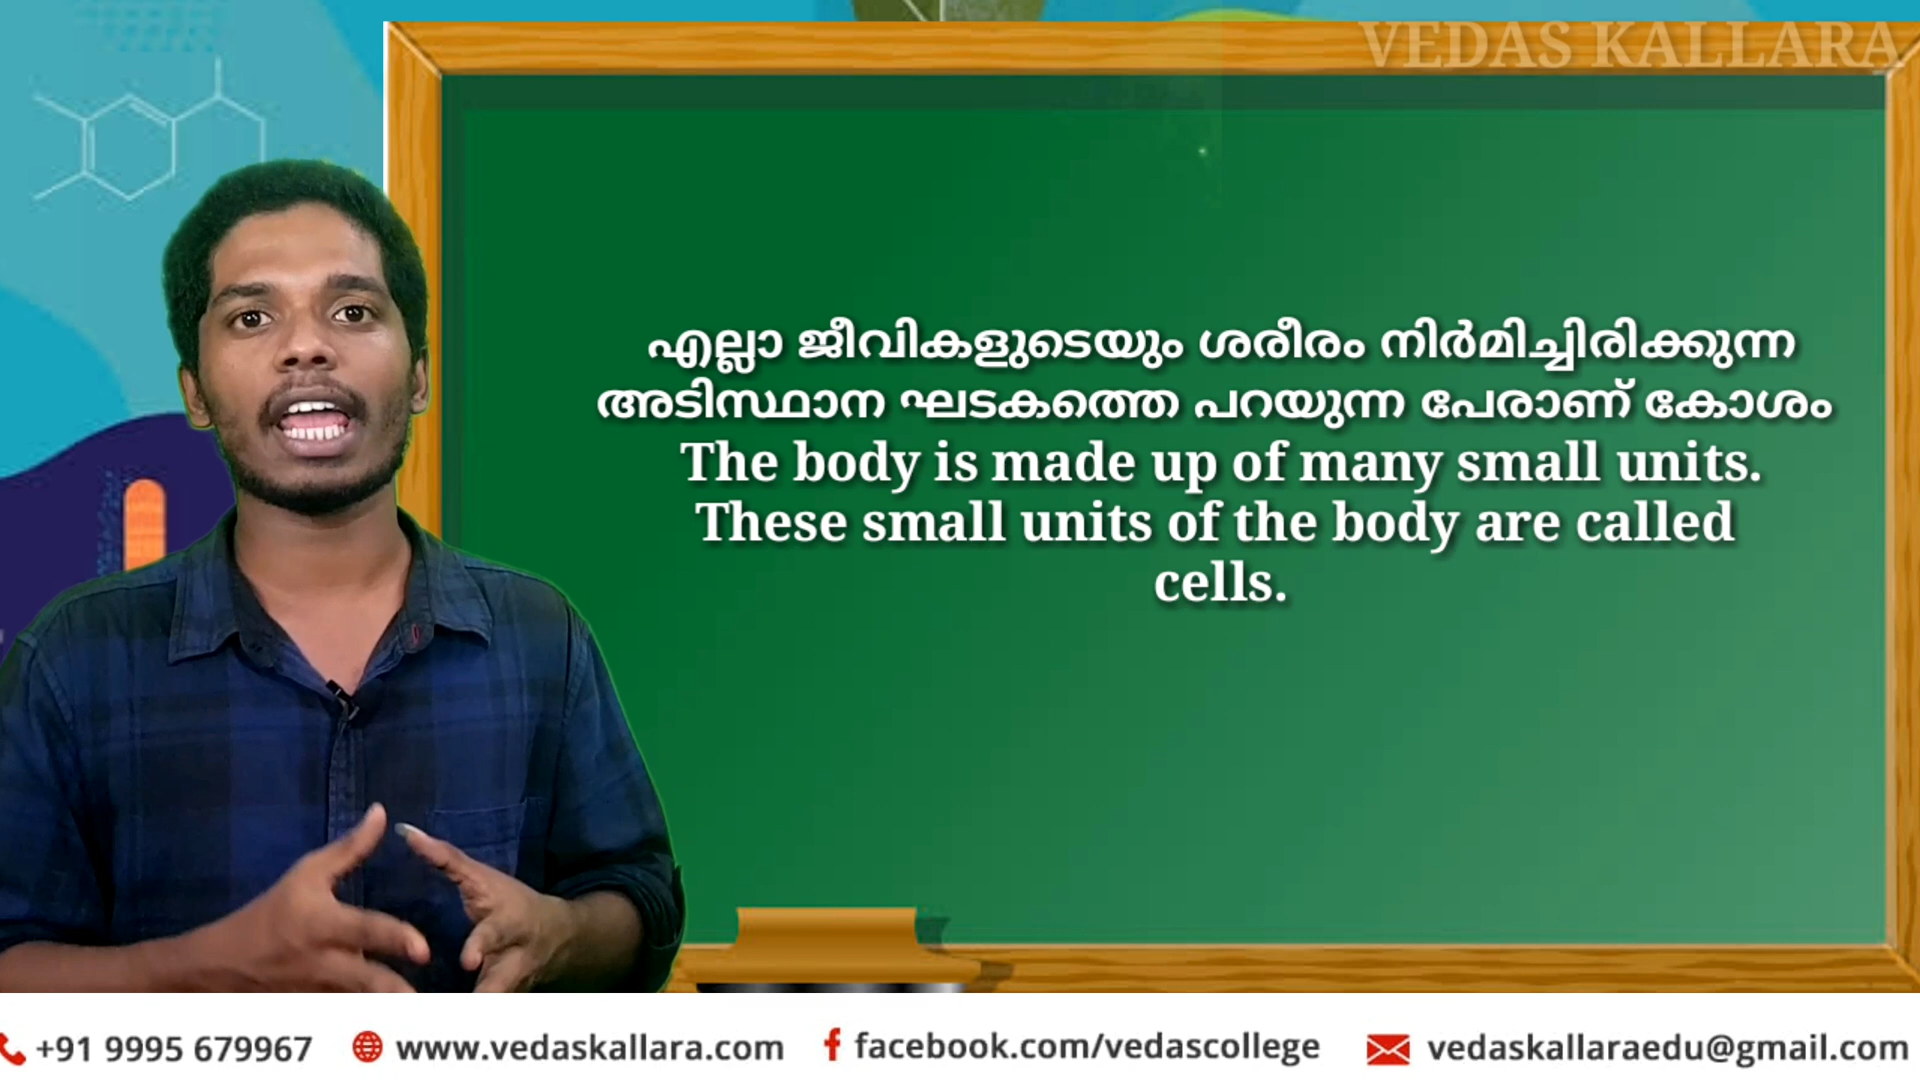 VEDAS KALLARA
എല്ലാ ജീവികളുടെയും ശരീരം നിർമിച്ചിരിക്കുന്ന
അടിസ്ഥാന ഘടകത്തെ പറയുന്ന പേരാണ് കോശം
The body is made up of many small units.
These small units of the body are called
cells.
+91 9995 679967 www.vedaskallara.com facebook.com/vedascollege vedaskallaraedu@gmail.com